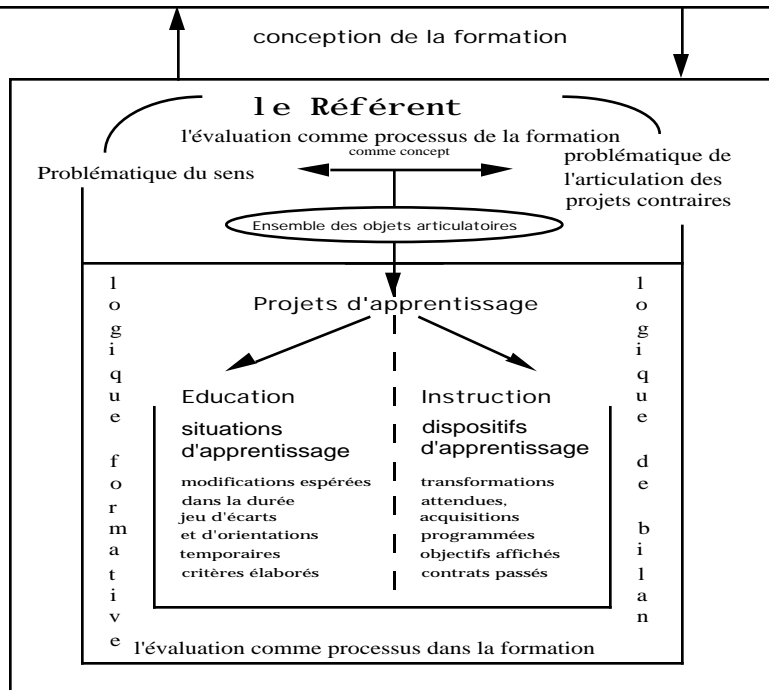 conception de la formation
le Référent
l'évaluation comme processus de la formation
comme concept
Problématique du sens
problématique de
l'articulation des
projets contraires
Ensemble des objets articulatoires
Projets d'apprentissage
logique formative
Education
situations
d'apprentissage
modifications espérées
dans la durée
jeu d'écarts
et d'orientations
temporaires
critères élaborés
Instruction
dispositifs
d'apprentissage
transformations
attendues,
acquisitions
programmées
objectifs affichés
contrats passés
logique de bilan
l'évaluation comme processus dans la formation